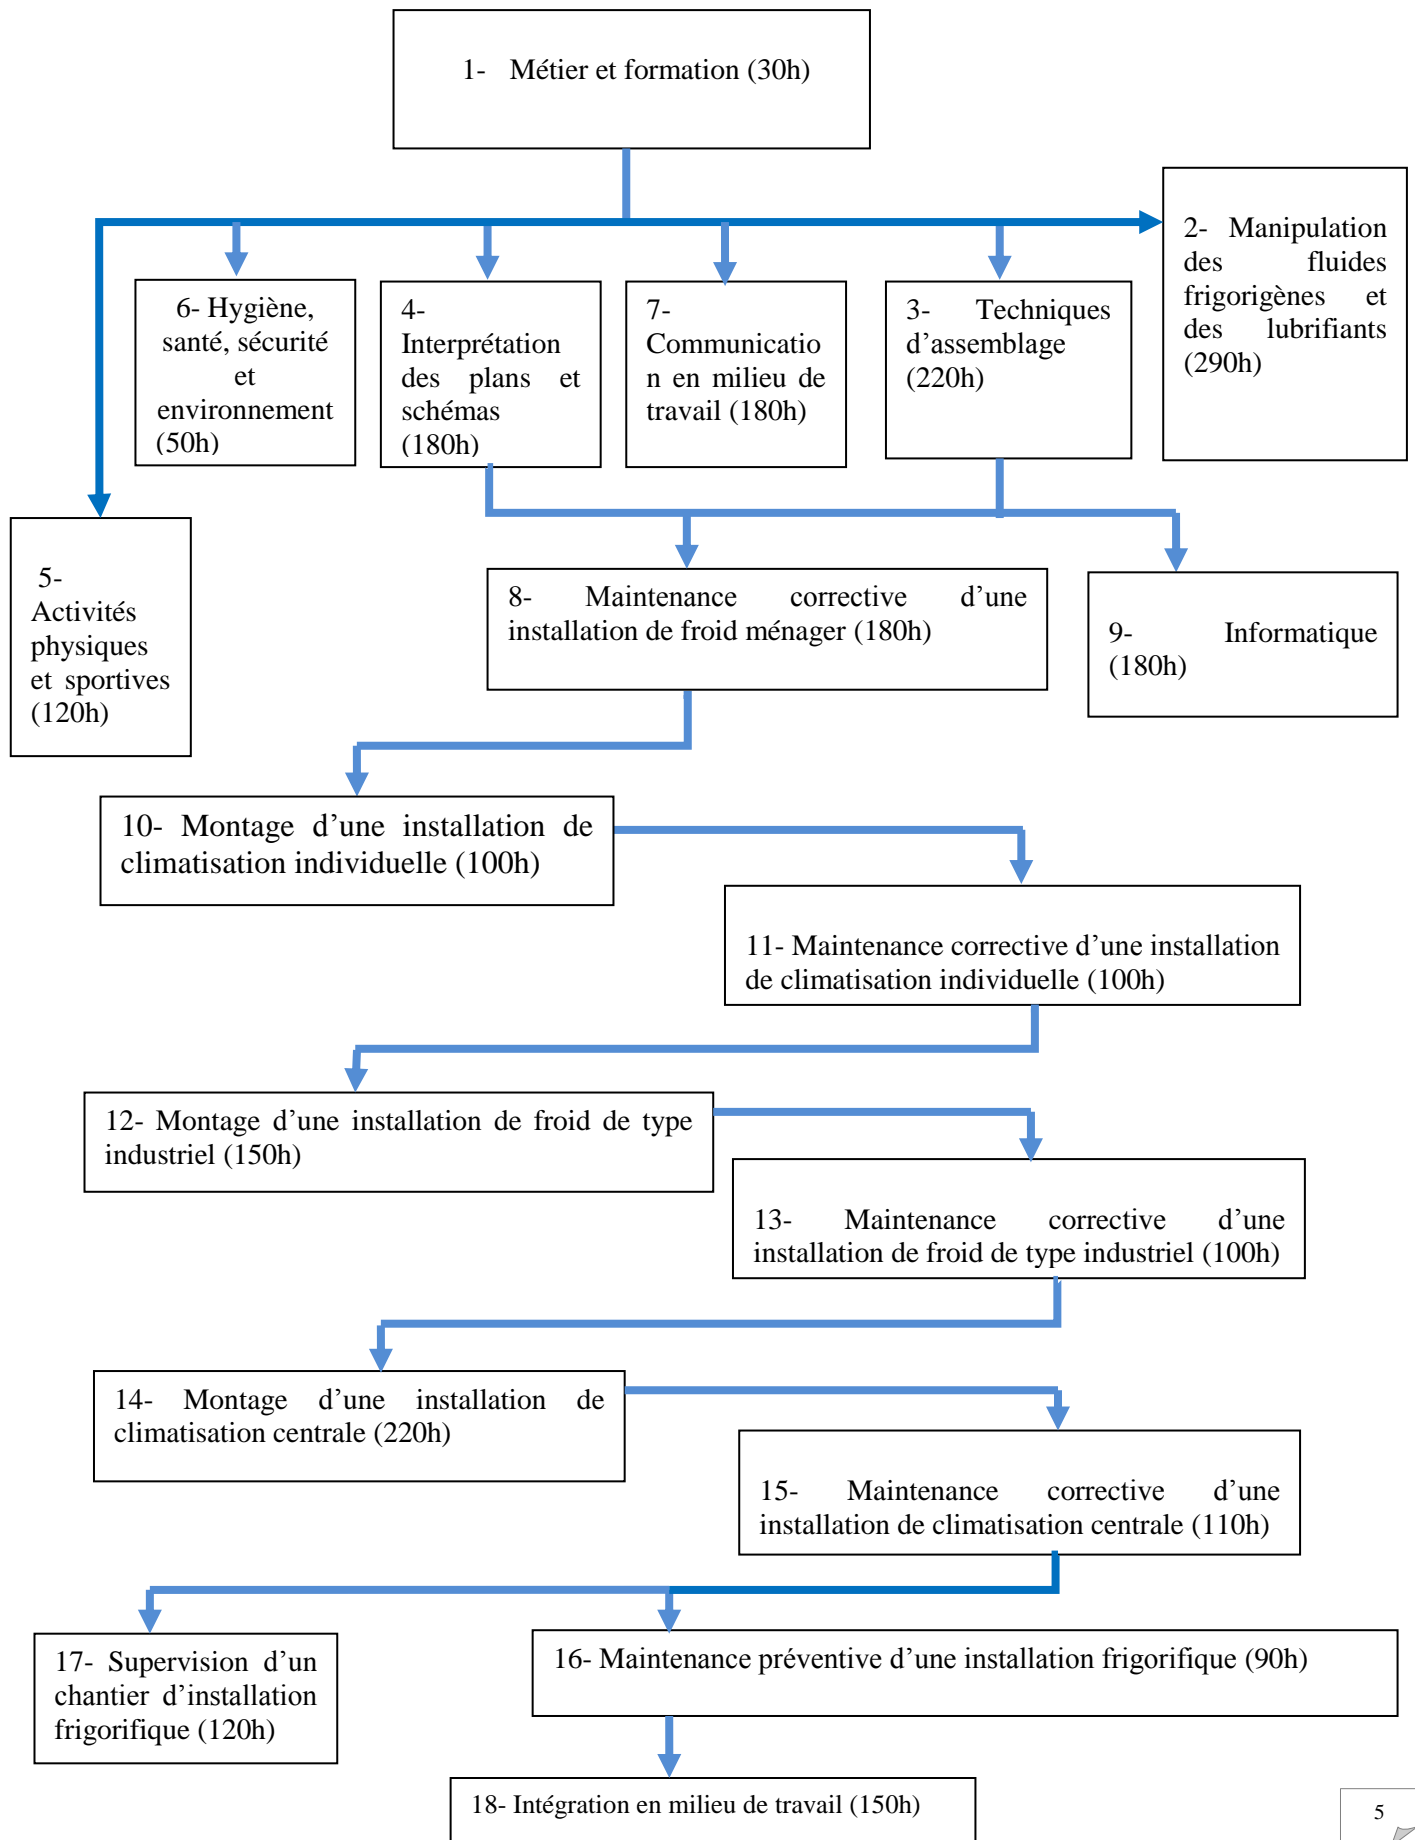 1- Métier et formation (30h)
2- Manipulation
des fluides
frigorigènes et
des lubrifiants
(290h)
6- Hygiène,
santé, sécurité
et
environnement
(50h)
4-
Interprétation
des plans et
schémas
(180h)
7-
Communicatio
n en milieu de
travail (180h)
3- Techniques
d’assemblage
(220h)
5-
Activités
physiques
et sportives
(120h)
8- Maintenance corrective d’une
installation de froid ménager (180h)
9- Informatique
(180h)
10- Montage d’une installation de
climatisation individuelle (100h)
11- Maintenance corrective d’une installation
de climatisation individuelle (100h)
12- Montage d’une installation de froid de type
industriel (150h)
13- Maintenance corrective d’une
installation de froid de type industriel (100h)
14- Montage d’une installation de
climatisation centrale (220h)
15- Maintenance corrective d’une
installation de climatisation centrale (110h)
17- Supervision d’un
chantier d’installation
frigorifique (120h)
16- Maintenance préventive d’une installation frigorifique (90h)
18- Intégration en milieu de travail (150h)
5